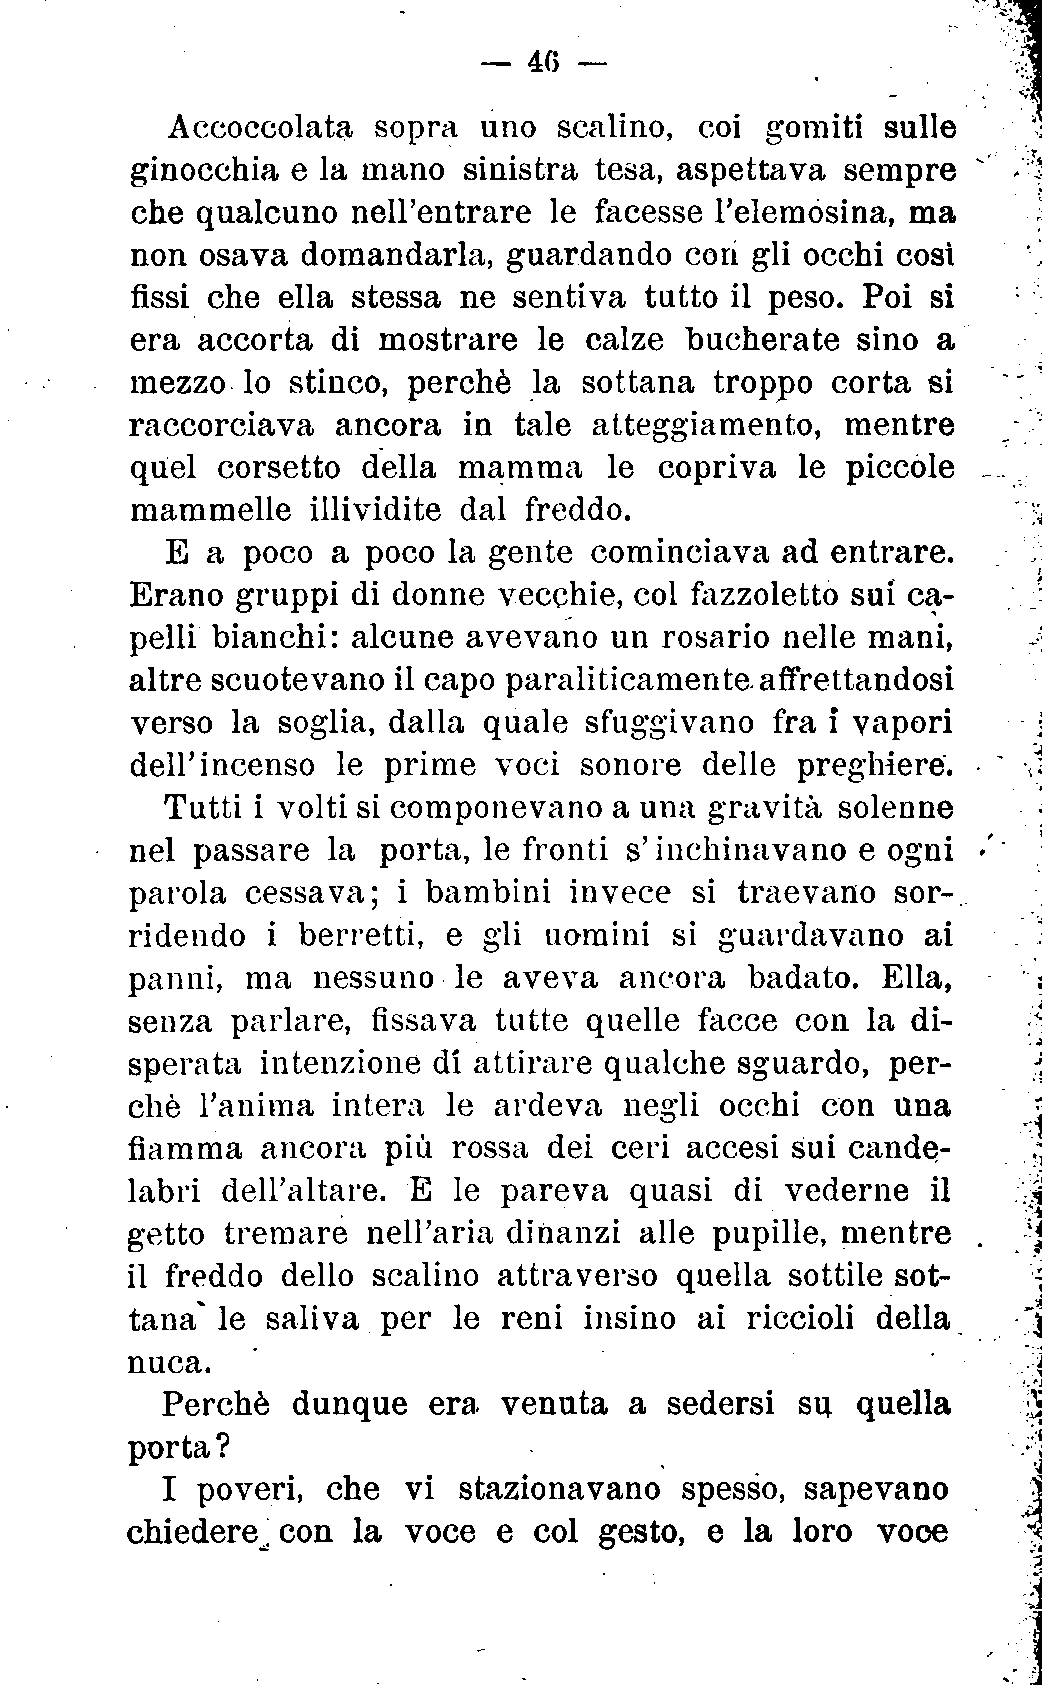 — 46 —
Accoccolata sopra uno scalino, coi gomiti sulle
ginocchia e la mano sinistra tesa, aspettava sempre
che qualcuno nell'entrare le facesse l'elemosina, ma
non osava domandarla, guardando con gli occhi così
fissi che ella stessa ne sentiva tutto il peso. Poi si
era accorta di mostrare le calze bucherate sino a
mezzo lo stinco, perchè la sottana troppo corta si
raccorciava ancora in tale atteggiamento, mentre
quel corsetto della mamma le copriva le piccole
mammelle illividite dal freddo.
E a poco a poco la gente cominciava ad entrare.
Erano gruppi di donne vecchie, col fazzoletto sui ca-
pelli bianchi: alcune avevano un rosario nelle mani,
altre scuotevano il capo paraliticamente affrettandosi
verso la soglia, dalla quale sfuggivano fra i vapori
dell'incenso le prime voci sonore delle preghiere.
Tutti i volti si componevano a una gravità solenne
nel passare la porta, le fronti s'inchinavano e ogni
parola cessava; i bambini invece si traevano sor-
ridendo i berretti, e gli uomini si guardavano ai
panni, ma nessuno le aveva ancora badato. Ella,
senza parlare, fissava tutte quelle facce con la di-
sperata intenzione di attirare qualche sguardo, per-
chè l'anima intera le ardeva negli occhi con una
fiamma ancora più rossa dei ceri accesi sui cande-
labri dell'altare. E le pareva quasi di vederne il
getto tremare nell'aria dinanzi alle pupille, mentre
il freddo dello scalino attraverso quella sottile sot-
tana le saliva per le reni insino ai riccioli della
nuca.
Perchè dunque era venuta a sedersi su quella
porta?
I poveri, che vi stazionavano spesso, sapevano
chiedere con la voce e col gesto, e la loro voce